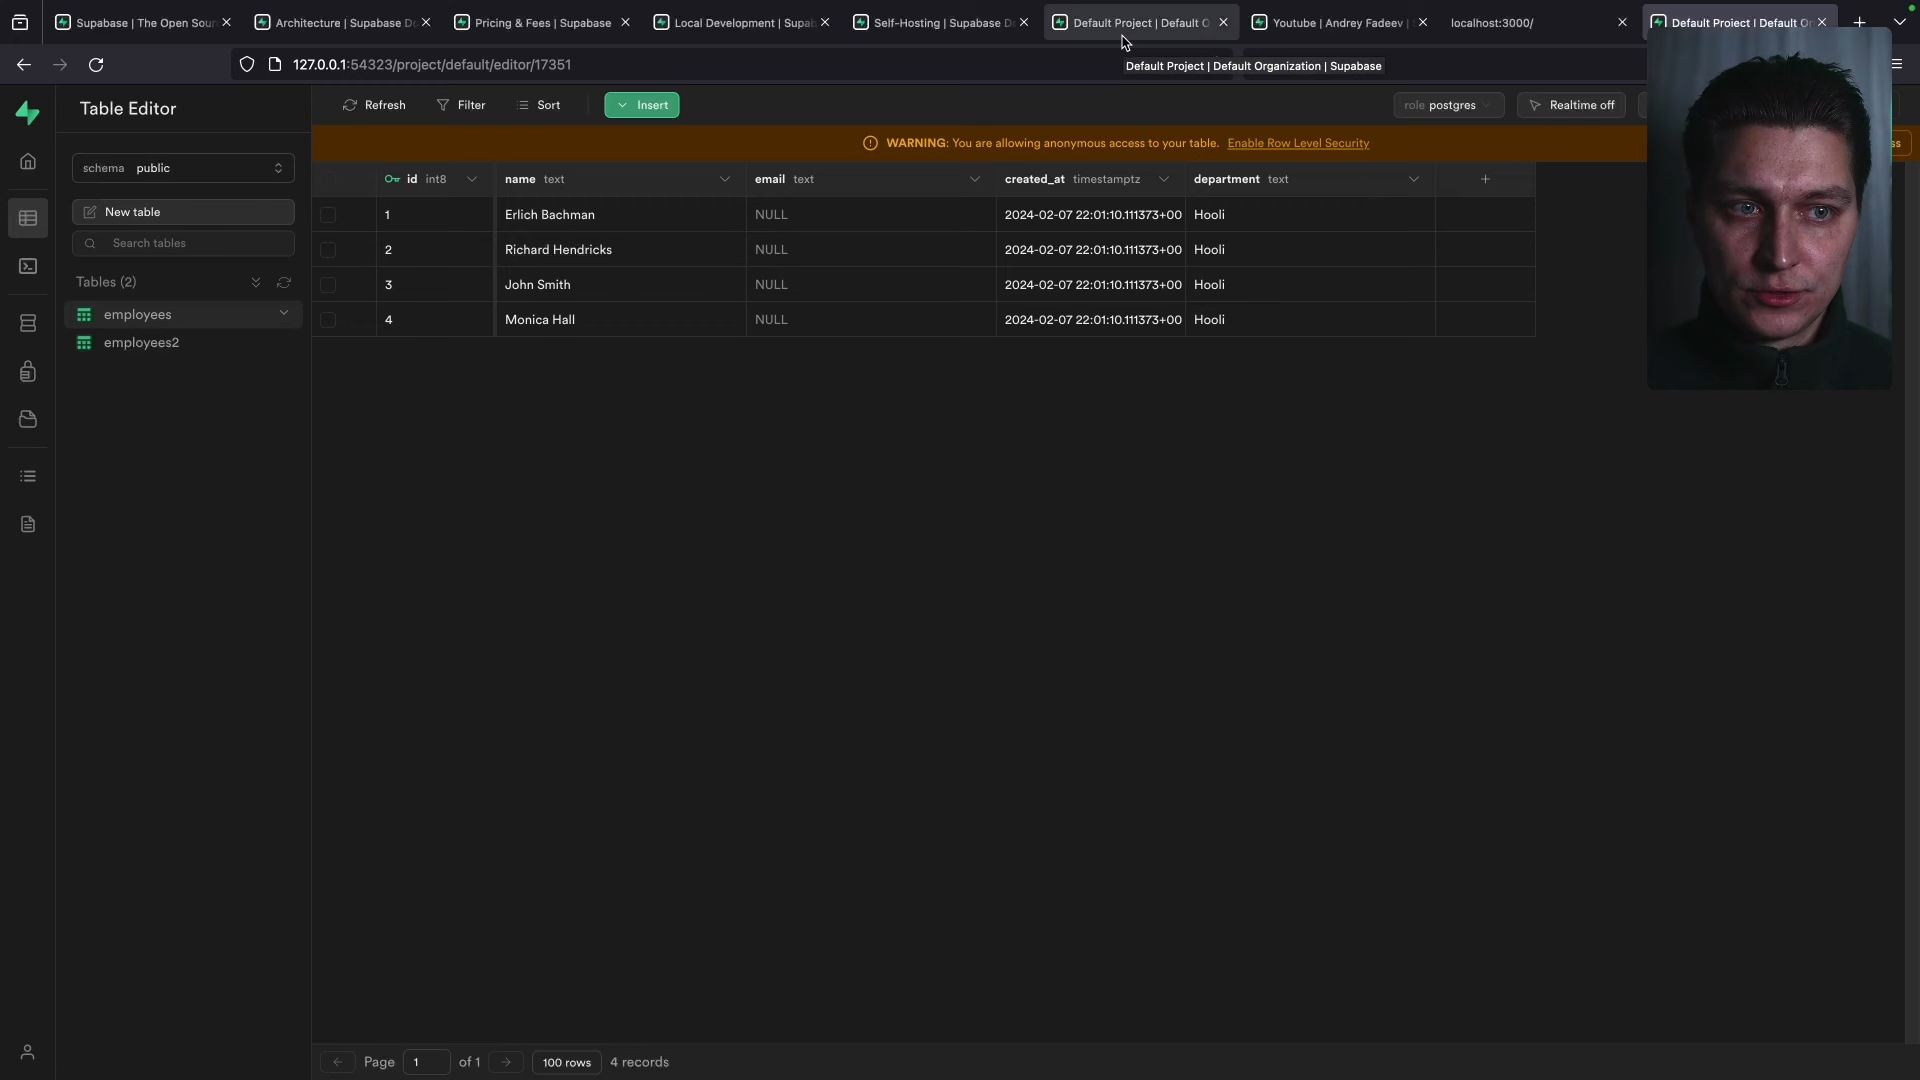 Supabase | The Open Sour
Architecture | Supabase Do
Pricing & Fees | Supabase
Local Development | Supab
Self-Hosting | Supabase D
Default Project | Default O
Youtube | Andrey Fadeev |
localhost:3000/
Default Project | Default Or
127.0.0.1:54323/project/default/editor/17351
Default Project | Default Organization | Supabase
Table Editor
Refresh
Filter
Sort
Insert
role postgres
Realtime off
WARNING: You are allowing anonymous access to your table. Enable Row Level Security
ss
schema public
New table
Search tables
Tables (2)
employees
employees2
id int8
name text
email text
created_at timestamptz
department text
1 Erlich Bachman NULL 2024-02-07 22:01:10.111373+00 Hooli
2 Richard Hendricks NULL 2024-02-07 22:01:10.111373+00 Hooli
3 John Smith NULL 2024-02-07 22:01:10.111373+00 Hooli
4 Monica Hall NULL 2024-02-07 22:01:10.111373+00 Hooli
Page 1 of 1 100 rows 4 records